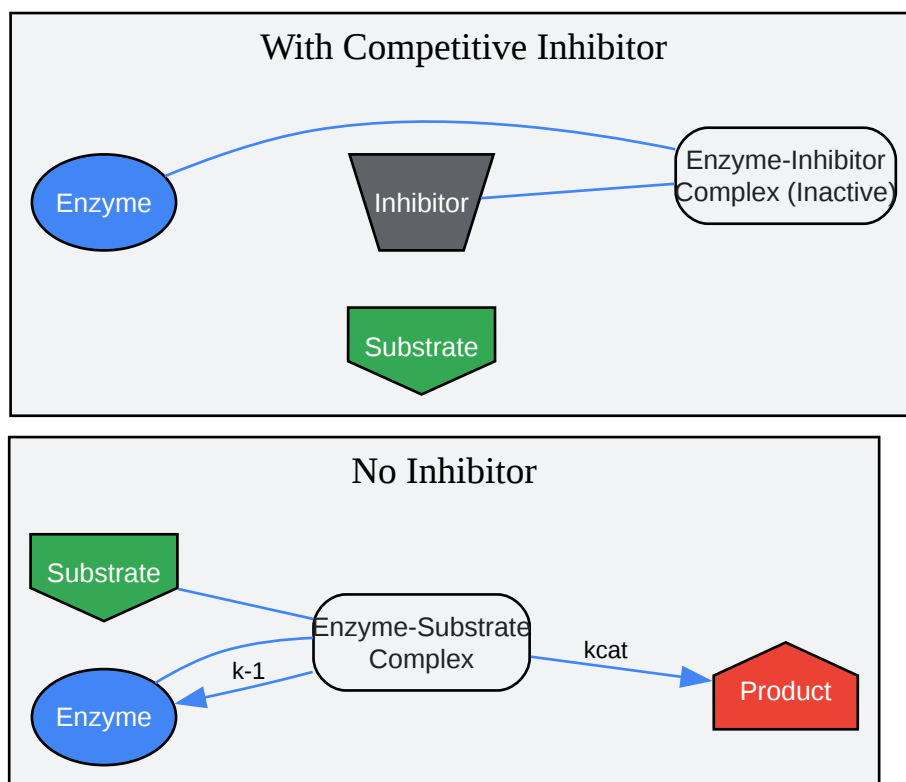 With Competitive Inhibitor
Enzyme
Inhibitor
Enzyme-Inhibitor
Complex (Inactive)
Substrate
No Inhibitor
Substrate
Enzyme-Substrate
Complex
kcat
k-1
Product
Enzyme